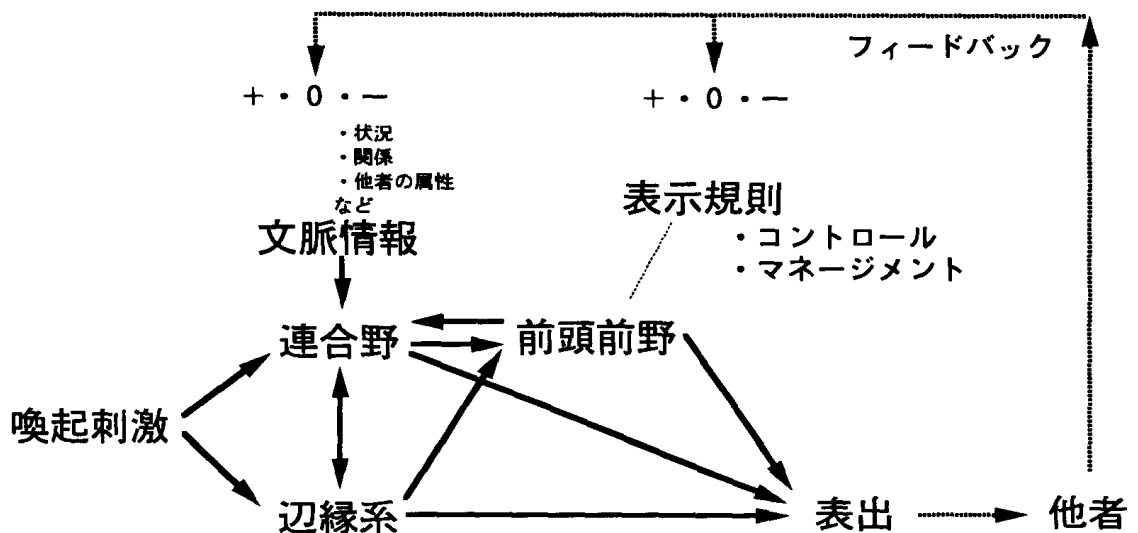 フィードバック
+・0・−
+・0・−
・状況
・関係
・他者の属性
など
文脈情報
表示規則
・コントロール
・マネージメント
連合野
前頭前野
喚起刺激
辺縁系
表出
他者